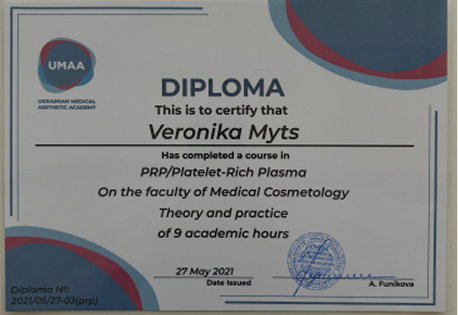 UMAA
UKRAINIAN MEDICAL
AESTHETIC ACADEMY
DIPLOMA
This is to certify that
Veronika Myts
Has completed a course in
PRP/Platelet-Rich Plasma
On the faculty of Medical Cosmetology
Theory and practice
of 9 academic hours
27 May 2021
Date Issued
A. Funikova
Diploma Nº:
2021/05/27-03(prp)